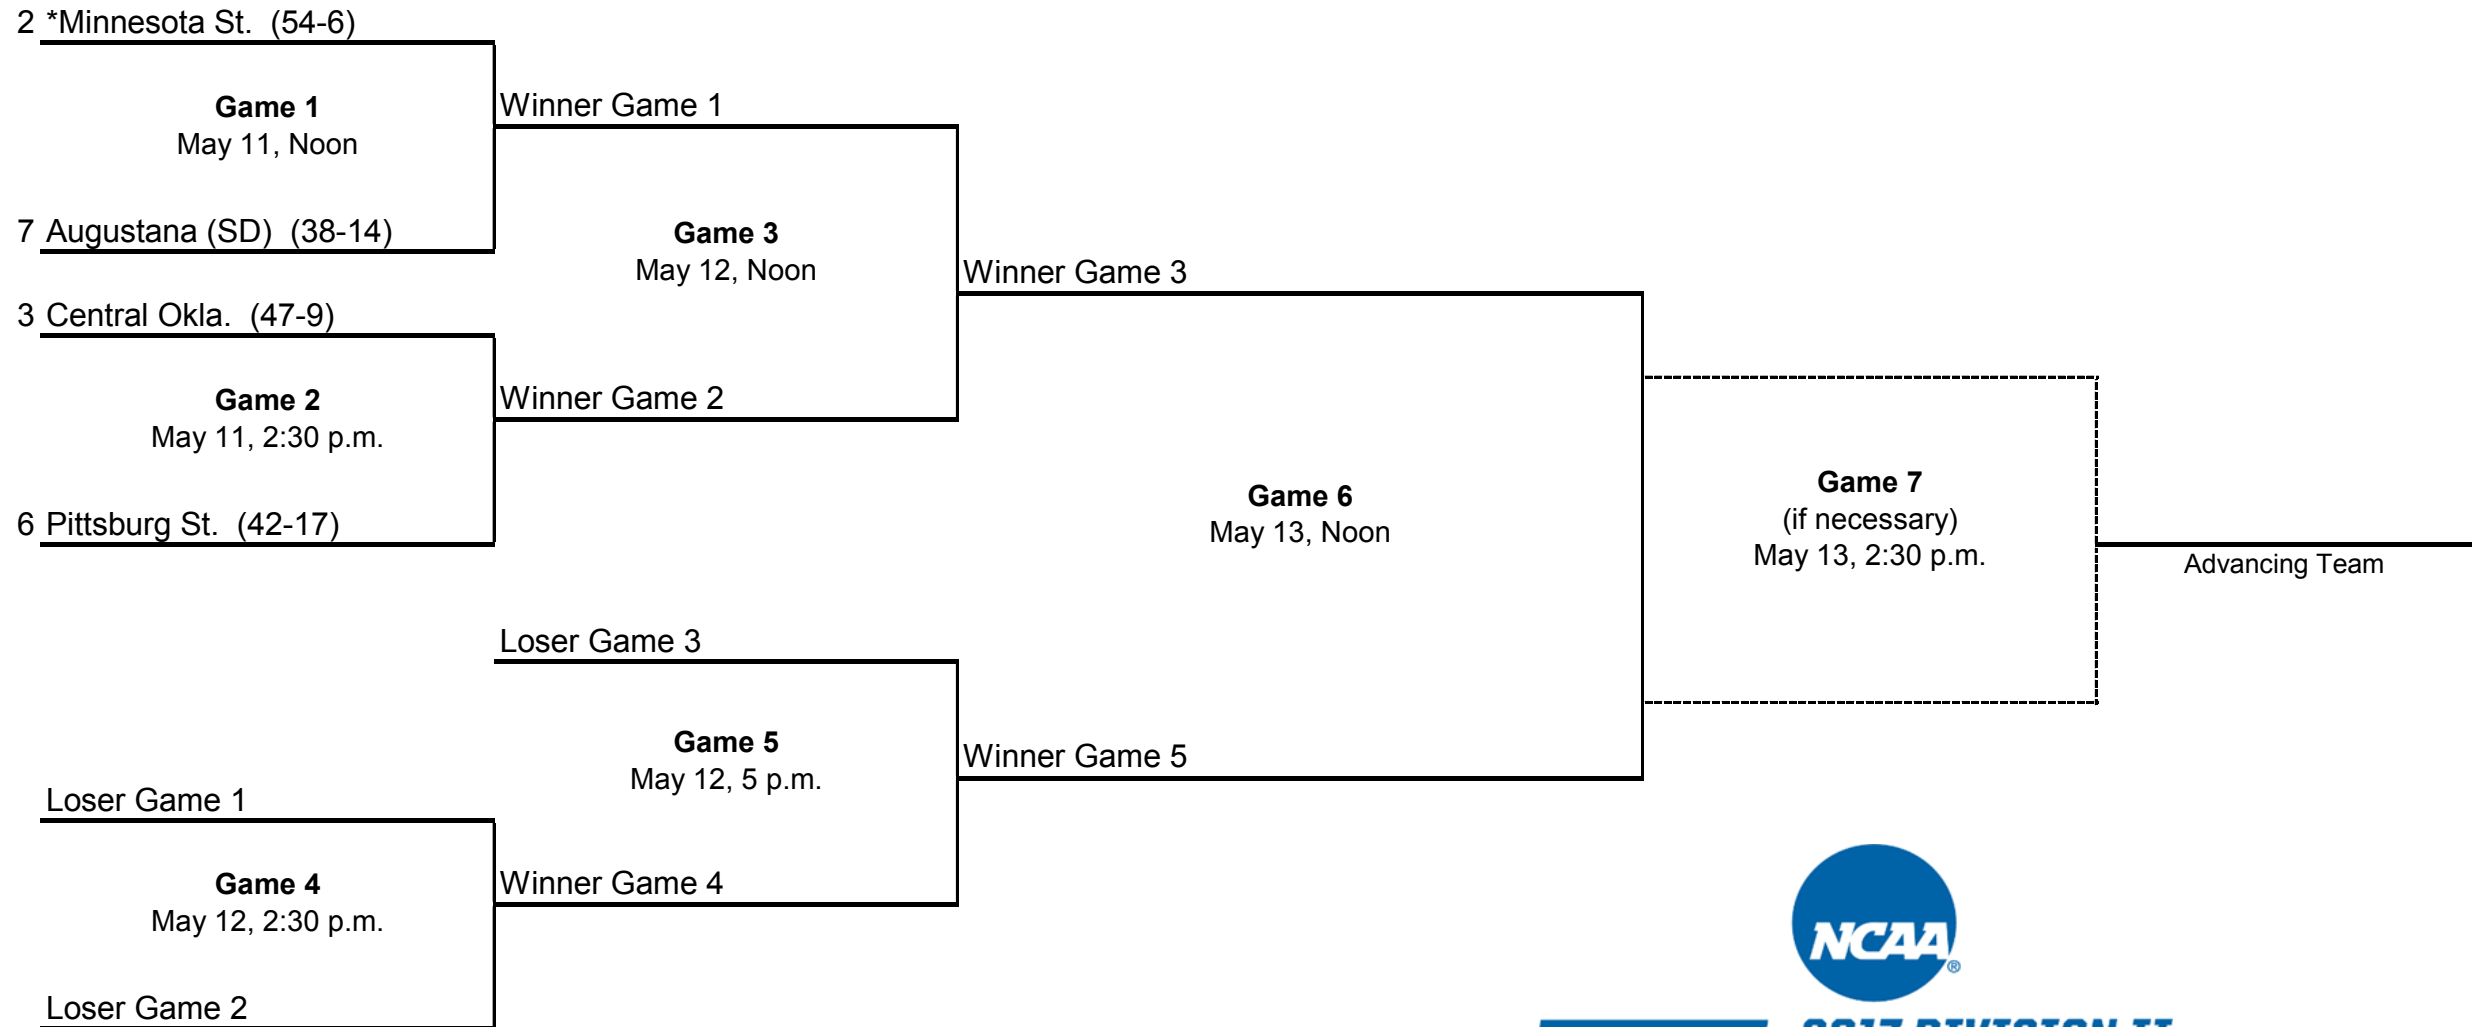 2 *Minnesota St. (54-6)
Game 1
May 11, Noon
7 Augustana (SD) (38-14)
Winner Game 1
3 Central Okla. (47-9)
Game 2
May 11, 2:30 p.m.
6 Pittsburg St. (42-17)
Winner Game 2
Game 3
May 12, Noon
Winner Game 3
Game 6
May 13, Noon
Game 7
(if necessary)
May 13, 2:30 p.m.
Advancing Team
Loser Game 3
Game 5
May 12, 5 p.m.
Winner Game 5
Loser Game 1
Game 4
May 12, 2:30 p.m.
Loser Game 2
Winner Game 4
NCAA
®
2017 DIVISION II